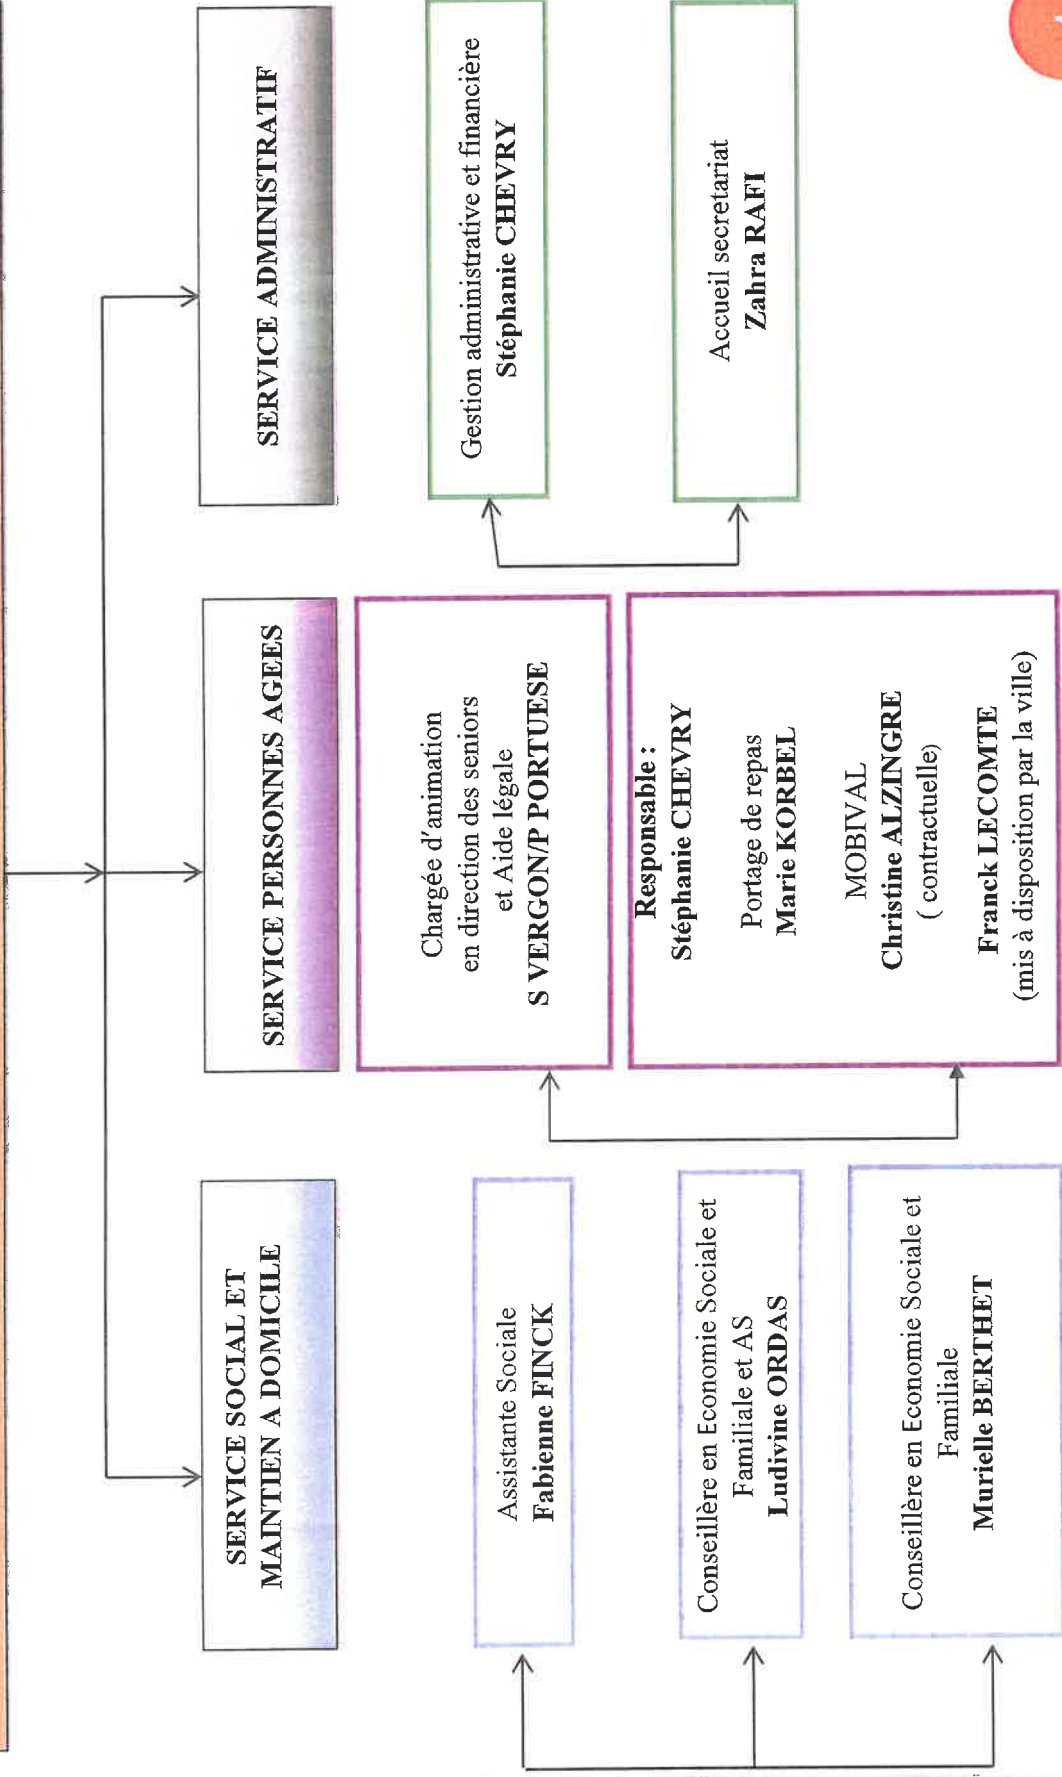 SERVICE SOCIAL ET
MAINTIEN A DOMICILE
Assistante Sociale
Fabienne FINCK
Conseillère en Economie Sociale et
Familiale et AS
Ludivine ORDAS
Conseillère en Economie Sociale et
Familiale
Murielle BERTHET
SERVICE PERSONNES AGEES
Chargée d'animation
en direction des seniors
et Aide légale
S VERGON/P PORTUESE
Responsable :
Stéphanie CHEVRY
Portage de repas
Marie KORBEL
MOBIVAL
Christine ALZINGRE
( contractuelle)
Franck LECOMTE
(mis à disposition par la ville)
SERVICE ADMINISTRATIF
Gestion administrative et financière
Stéphanie CHEVRY
Accueil secretariat
Zahra RAFI